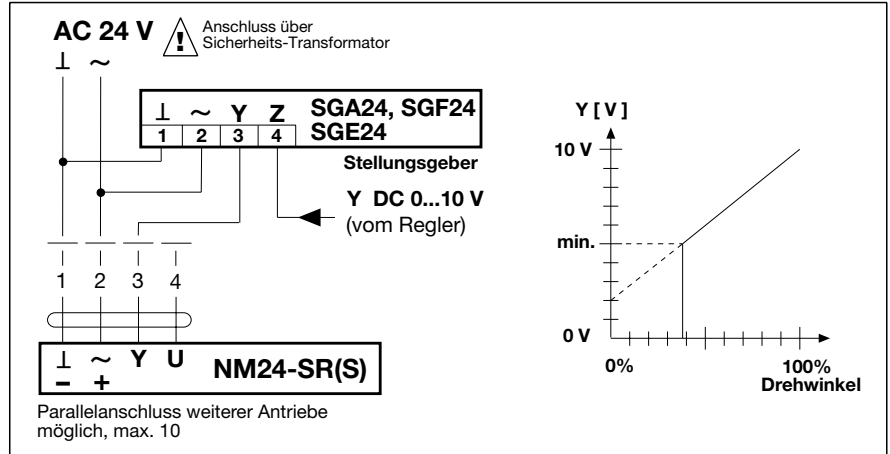 AC 24 V
!
Anschluss über
Sicherheits-Transformator
⊥ ~
⊥ ~ Y Z
1 2 3 4
SGA24, SGF24
SGE24
Stellungsgeber
Y DC 0...10 V
(vom Regler)
1 2 3 4
⊥ ~ Y U
– +
NM24-SR(S)
Parallelanschluss weiterer Antriebe
möglich, max. 10
Y [ V ]
10 V
min.
0 V
0% 100%
Drehwinkel